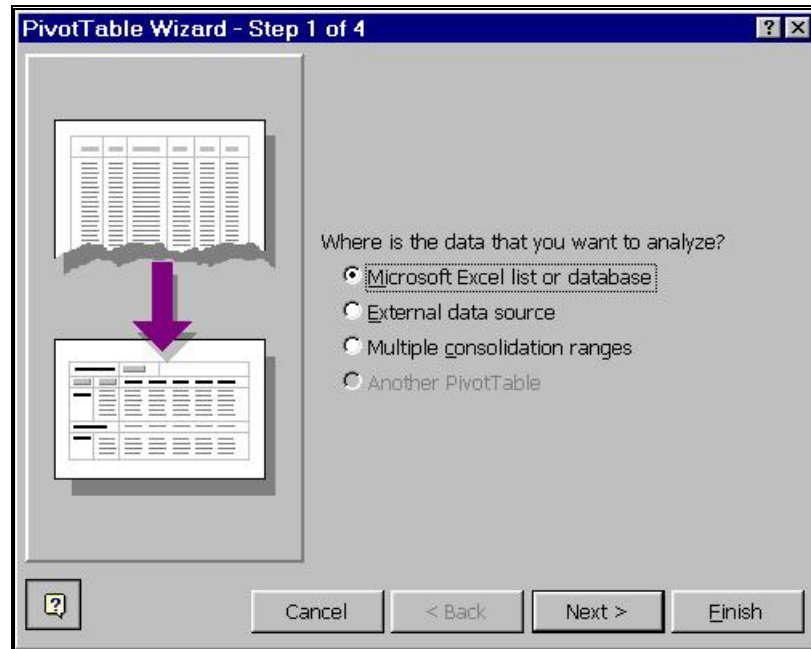 PivotTable Wizard - Step 1 of 4
Where is the data that you want to analyze?
Microsoft Excel list or database
External data source
Multiple consolidation ranges
Another PivotTable
Cancel
< Back
Next >
Finish